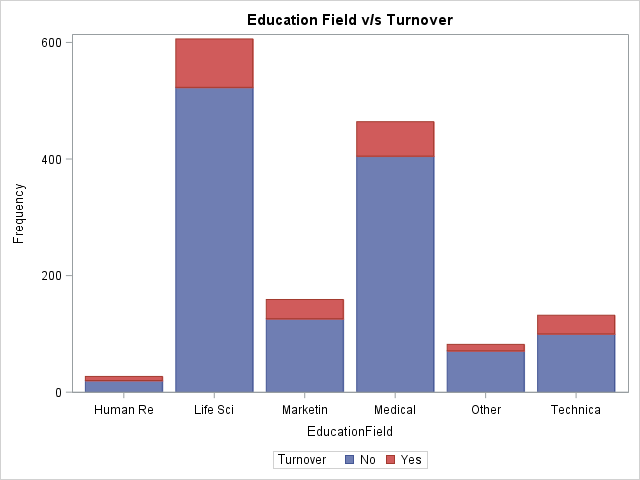 Education Field v/s Turnover
600
400
200
0
Frequency
Human Re Life Sci Marketin Medical Other Technica
EducationField
Turnover No Yes